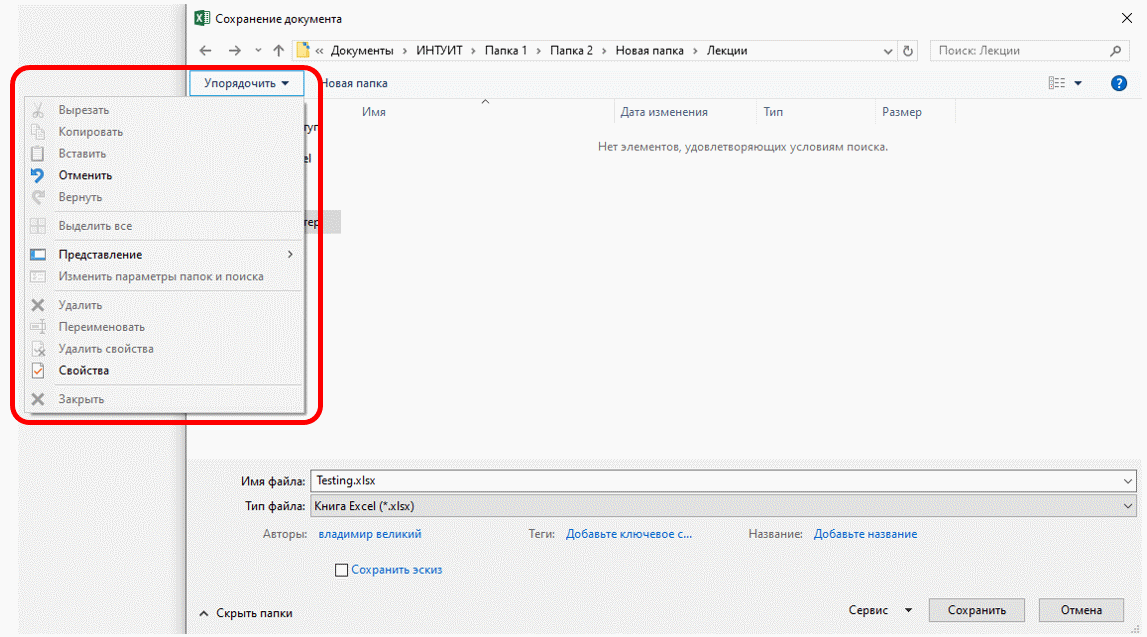 Сохранение документа
« Документы › ИНТУИТ › Папка 1 › Папка 2 › Новая папка › Лекции
Поиск: Лекции
Упорядочить
Новая папка
?
Имя
Дата изменения
Тип
Размер
Нет элементов, удовлетворяющих условиям поиска.
Вырезать
Копировать
Вставить
Отменить
Вернуть
Выделить все
Представление
Изменить параметры папок и поиска
Удалить
Переименовать
Удалить свойства
Свойства
Закрыть
Имя файла: Testing.xlsx
Тип файла: Книга Excel (*.xlsx)
Авторы: владимир великий
Теги: Добавьте ключевое с...
Название: Добавьте название
Сохранить эскиз
Скрыть папки
Сервис
Сохранить
Отмена